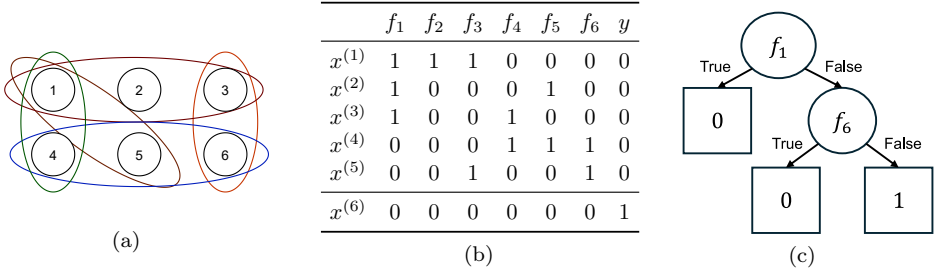 1 2 3
4 5 6
(a)
f₁ f₂ f₃ f₄ f₅ f₆ y
x⁽¹⁾ 1 1 1 0 0 0 0
x⁽²⁾ 1 0 0 0 1 0 0
x⁽³⁾ 1 0 0 1 0 0 0
x⁽⁴⁾ 0 0 0 1 1 1 0
x⁽⁵⁾ 0 0 1 0 0 1 0
x⁽⁶⁾ 0 0 0 0 0 0 1
(b)
f₁
True False
0 f₆
True False
0 1
(c)